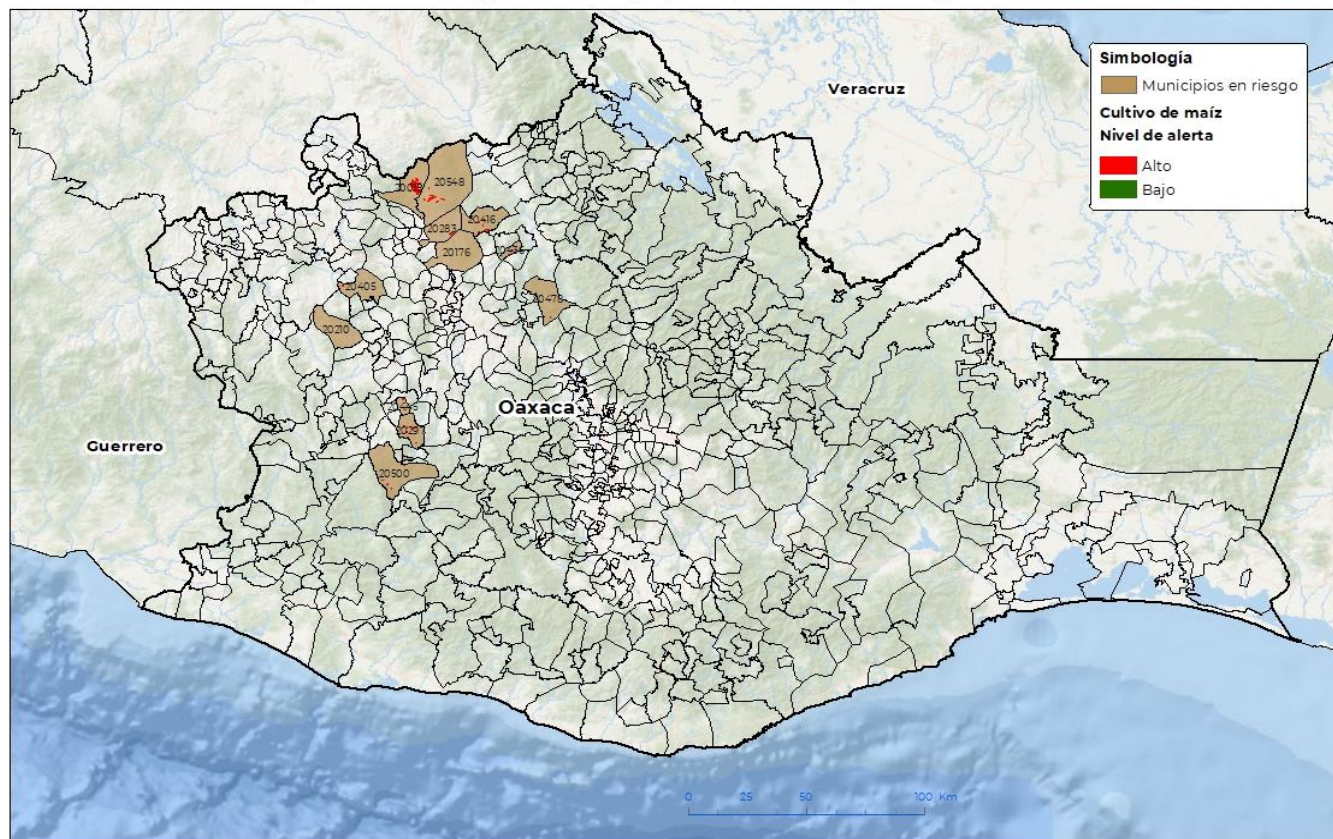 Simbología
Municipios en riesgo
Cultivo de maíz
Nivel de alerta
Alto
Bajo
Veracruz
20548
20416
20283
20176
20405
20210
Oaxaca
Guerrero
20500
0 25 50 100 Km